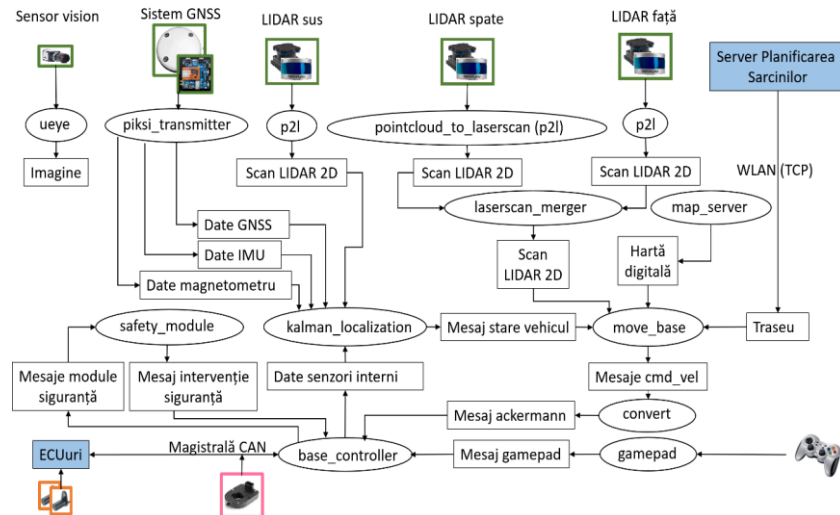 Sensor vision
Sistem GNSS
LIDAR sus
LIDAR spate
LIDAR față
Server Planificarea
Sarcinilor
ueye
piksi_transmitter
p2l
pointcloud_to_laserscan (p2l)
p2l
Imagine
Scan LIDAR 2D
Scan LIDAR 2D
Scan LIDAR 2D
WLAN (TCP)
laserscan_merger
map_server
Date GNSS
Date IMU
Date magnetometru
Scan
LIDAR 2D
Hartă
digitală
safety_module
kalman_localization
Mesaj stare vehicul
move_base
Traseu
Mesaje module
siguranță
Mesaj intervenție
siguranță
Date senzori interni
Mesaje cmd_vel
Mesaj ackermann
convert
ECUuri
Magistrală CAN
base_controller
Mesaj gamepad
gamepad